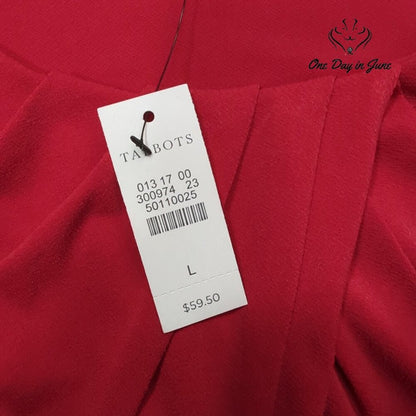 One Day in June
TALBOTS
013 17 00
300974 23
50110025
L
$59.50